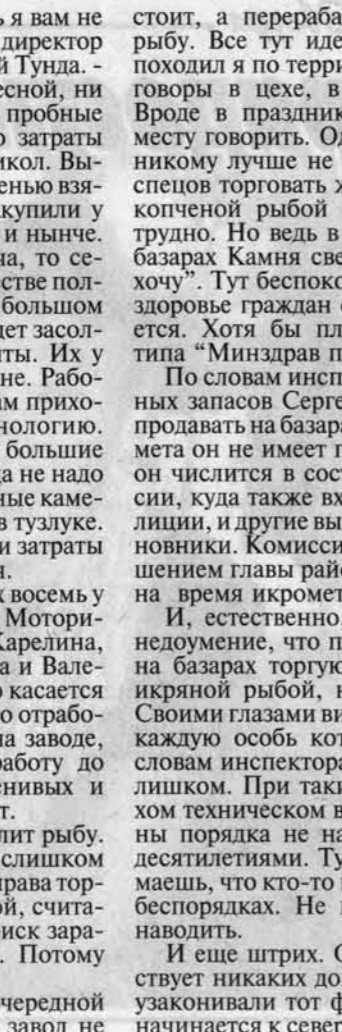 ь я вам не
директор
й Тунда. -
есной, ни
пробные
о затраты
икол. Вы-
енью взя-
купили у
и нынче.
на, то се-
стве пол-
большом
дет засол-
нты. Их у
не. Рабо-
ам прихо-
нологию.
большие
да не надо
ные каме-
в тузлуке.
и затраты
я.
х восемь у
Мотори-
Карелина,
а и Вале-
о касается
о отрабо-
на заводе,
работу до
енивых и
т.
лит рыбу.
слишком
права тор-
ой, счита-
иск зара-
. Потому
чередной
завод не
стоит, а перераба
рыбу. Все тут иде
походил я по терри
говоры в цехе, в
Вроде в праздник
месту говорить. Од
никому лучше не
спецов торговать ж
копченой рыбой
трудно. Но ведь в
базарах Камня све
хочу”. Тут беспоко
здоровье граждан
ется. Хотя бы пл
типа “Минздрав п
По словам инсп
ных запасов Серге
продавать на базара
мета он не имеет п
он числится в сост
сии, куда также вх
лиции, и другие вы
новники. Комисси
шением главы райо
на время икромет
И, естественно,
недоумение, что п
на базарах торгую
икряной рыбой, н
Своими глазами ви
каждую особь кот
словам инспектора
лишком. При таки
хом техническом в
ны порядка не на
десятилетиями. Ту
маешь, что кто-то
беспорядках. Не
наводить.
И еще штрих. С
ствует никаких до
узаконивали тот ф
начинается к север